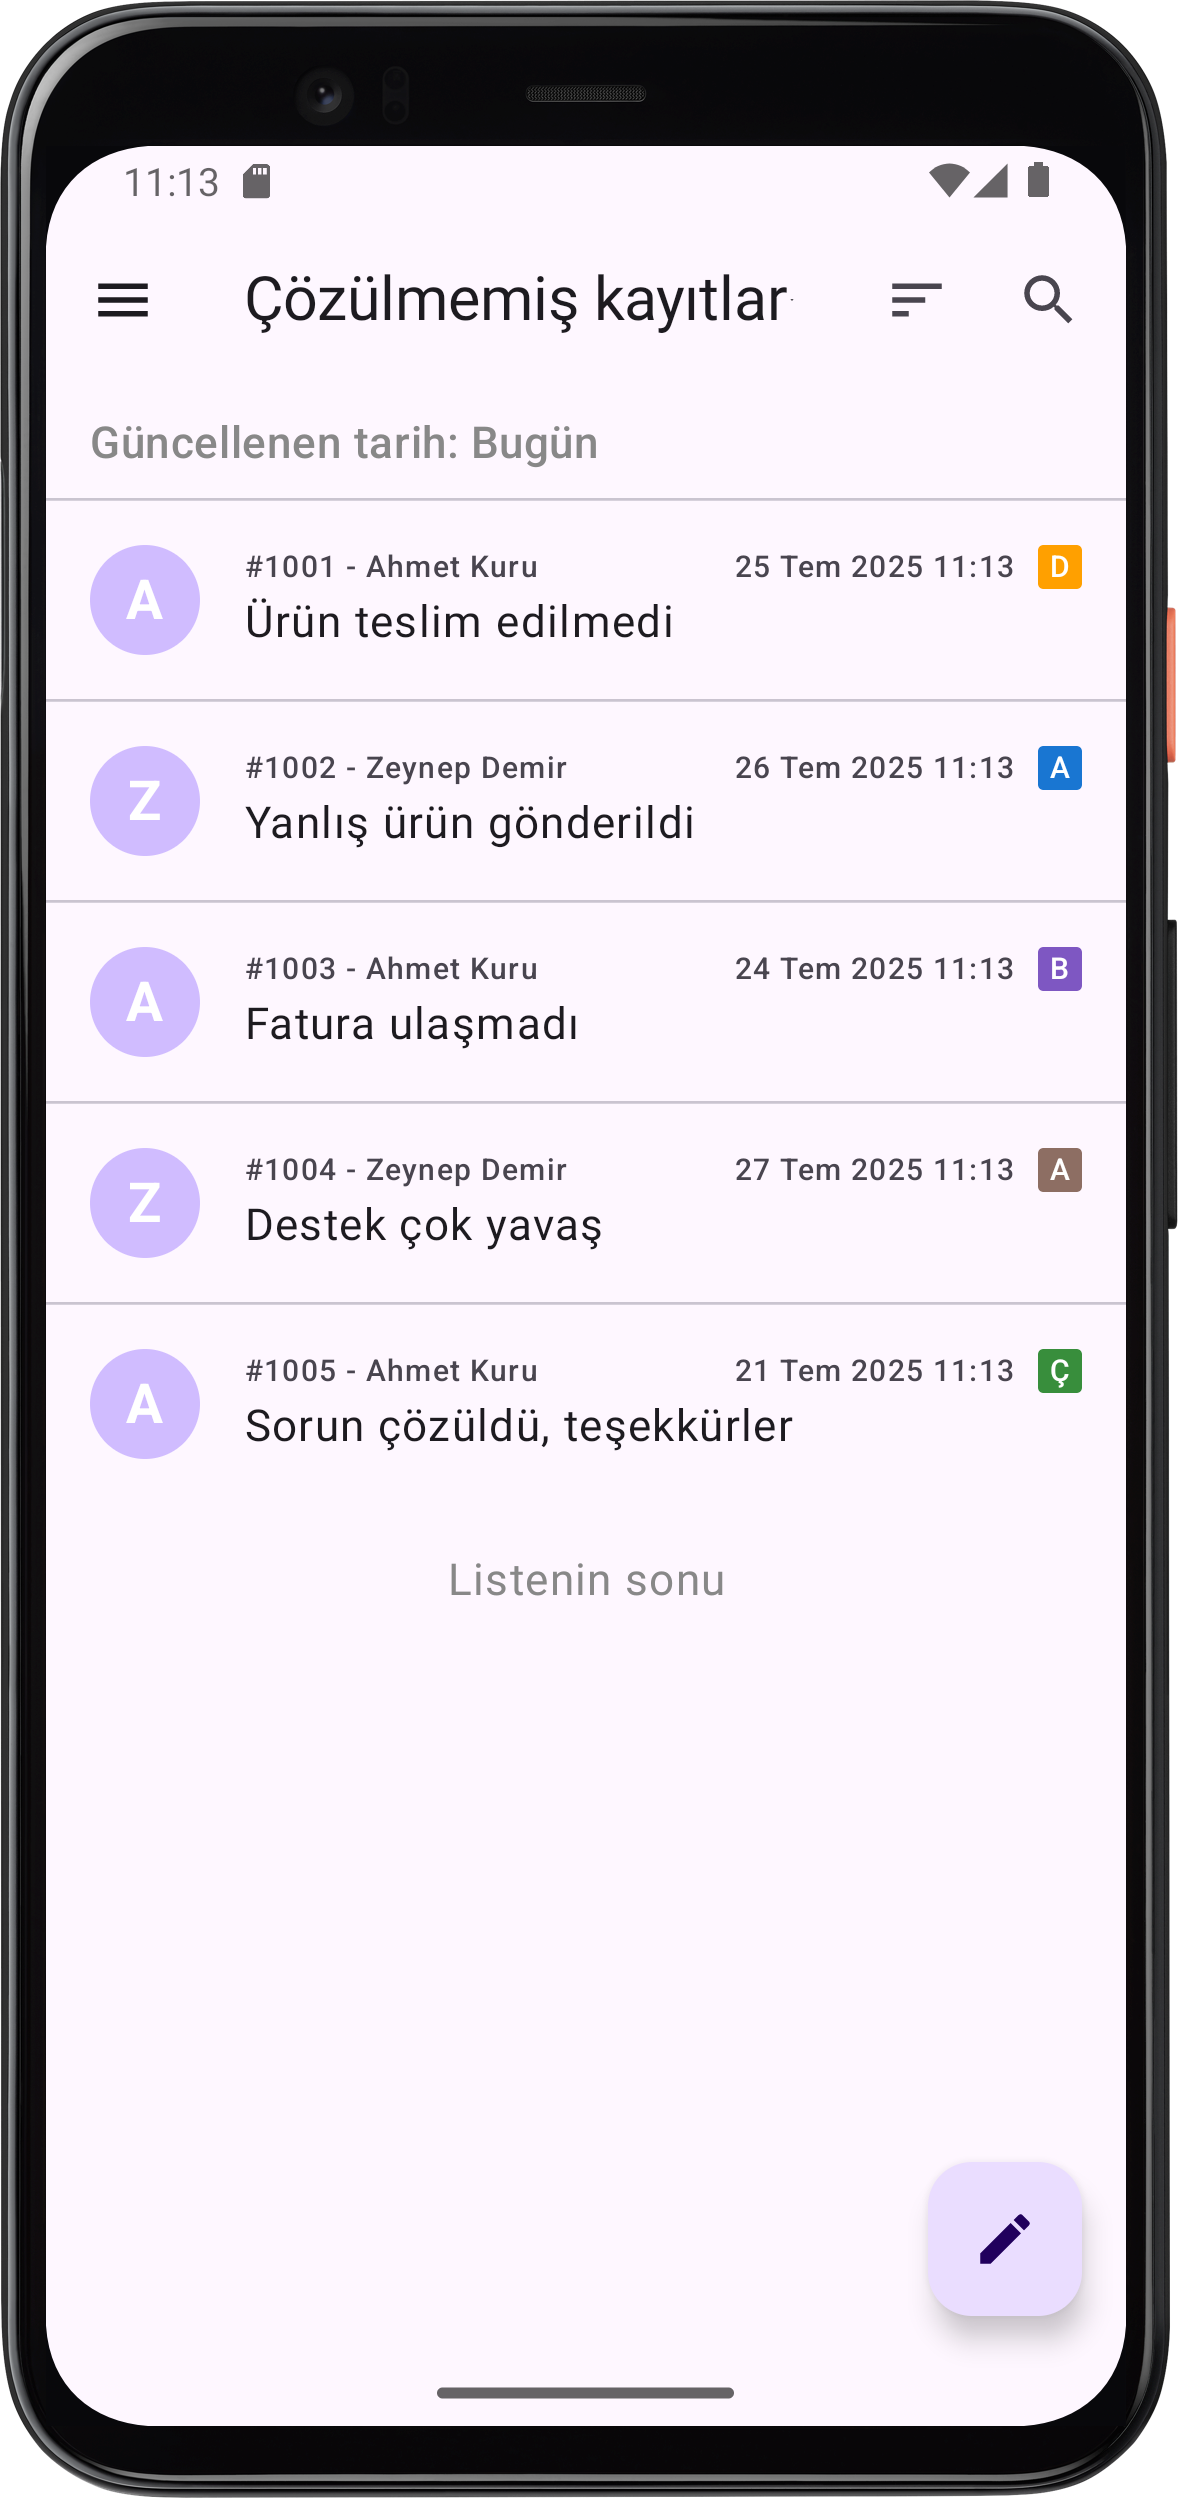 11:13
Çözülmemiş kayıtlar
Güncellenen tarih: Bugün
A
#1001 - Ahmet Kuru 25 Tem 2025 11:13 D
Ürün teslim edilmedi
Z
#1002 - Zeynep Demir 26 Tem 2025 11:13 A
Yanlış ürün gönderildi
A
#1003 - Ahmet Kuru 24 Tem 2025 11:13 B
Fatura ulaşmadı
Z
#1004 - Zeynep Demir 27 Tem 2025 11:13 A
Destek çok yavaş
A
#1005 - Ahmet Kuru 21 Tem 2025 11:13 Ç
Sorun çözüldü, teşekkürler
Listenin sonu